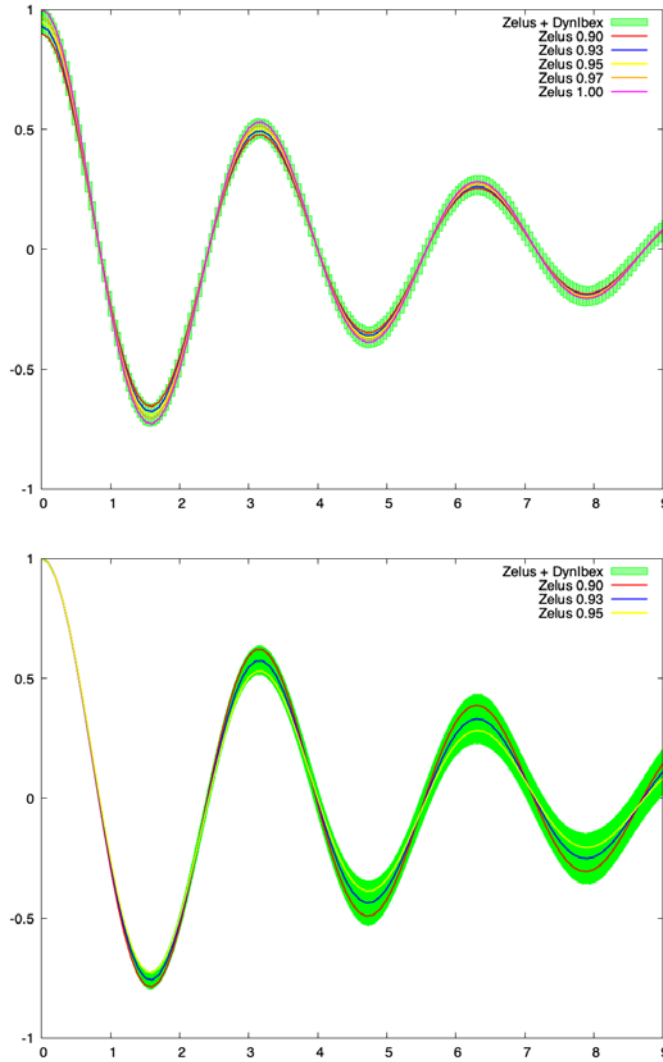 1
0.5
0
-0.5
-1
0 1 2 3 4 5 6 7 8 9
Zelus + DynIbex
Zelus 0.90
Zelus 0.93
Zelus 0.95
Zelus 0.97
Zelus 1.00
1
0.5
0
-0.5
-1
0 1 2 3 4 5 6 7 8 9
Zelus + DynIbex
Zelus 0.90
Zelus 0.93
Zelus 0.95